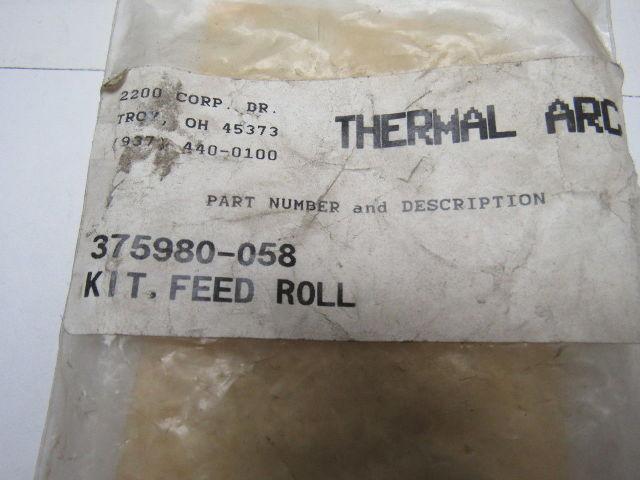 2200 CORP. DR.
TROY, OH 45373
(937) 440-0100
THERMAL ARC
PART NUMBER and DESCRIPTION
375980-058
KIT. FEED ROLL